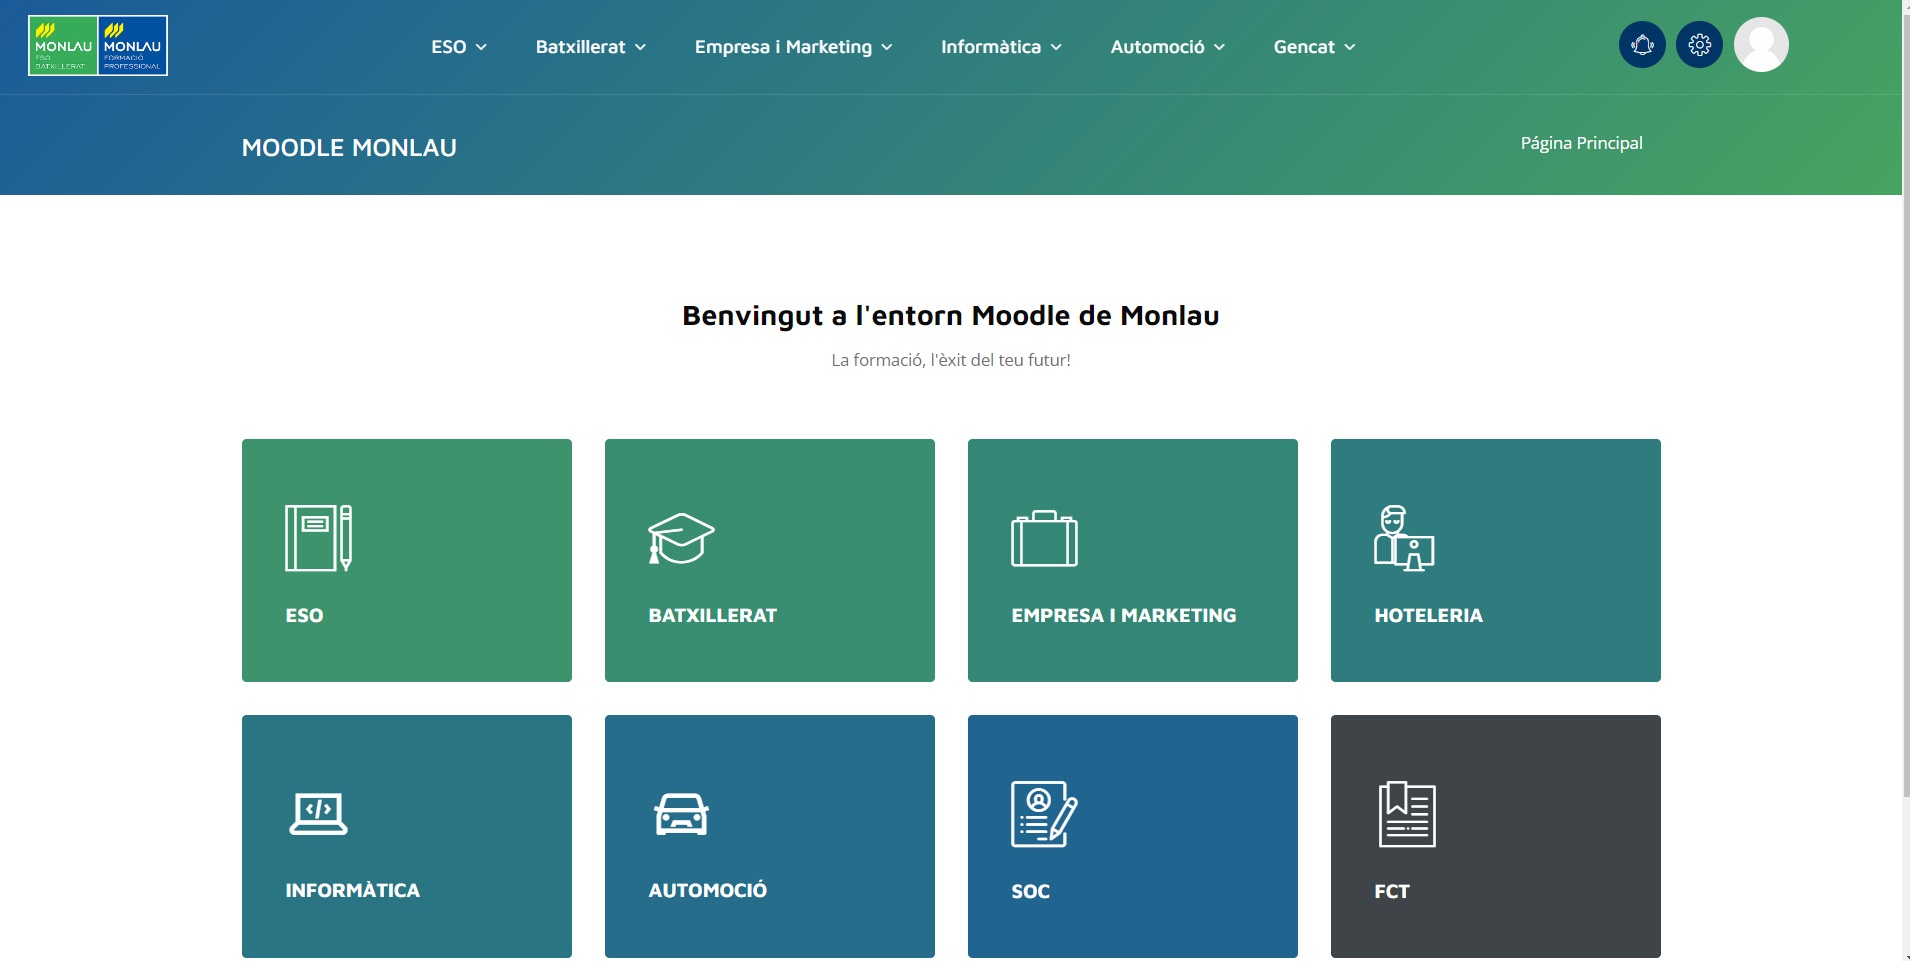 MONLAU
ESO
BATXILLERAT
MONLAU
FORMACIÓ
PROFESSIONAL
ESO
Batxillerat
Empresa i Marketing
Informàtica
Automoció
Gencat
MOODLE MONLAU
Página Principal
Benvingut a l'entorn Moodle de Monlau
La formació, l'èxit del teu futur!
ESO
BATXILLERAT
EMPRESA I MARKETING
HOTELERIA
INFORMÀTICA
AUTOMOCIÓ
SOC
FCT